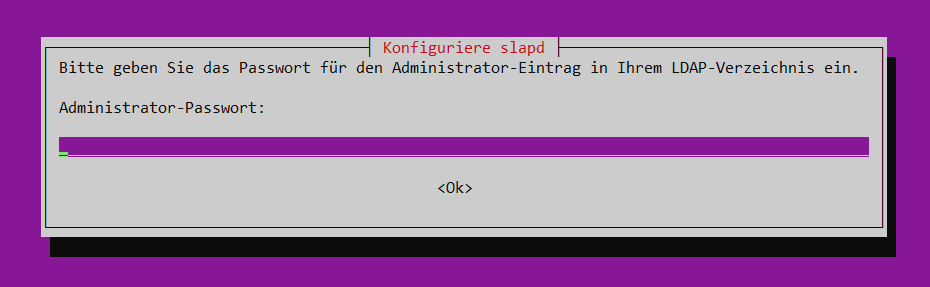 Konfiguriere slapd
Bitte geben Sie das Passwort für den Administrator-Eintrag in Ihrem LDAP-Verzeichnis ein.
Administrator-Passwort:
<Ok>